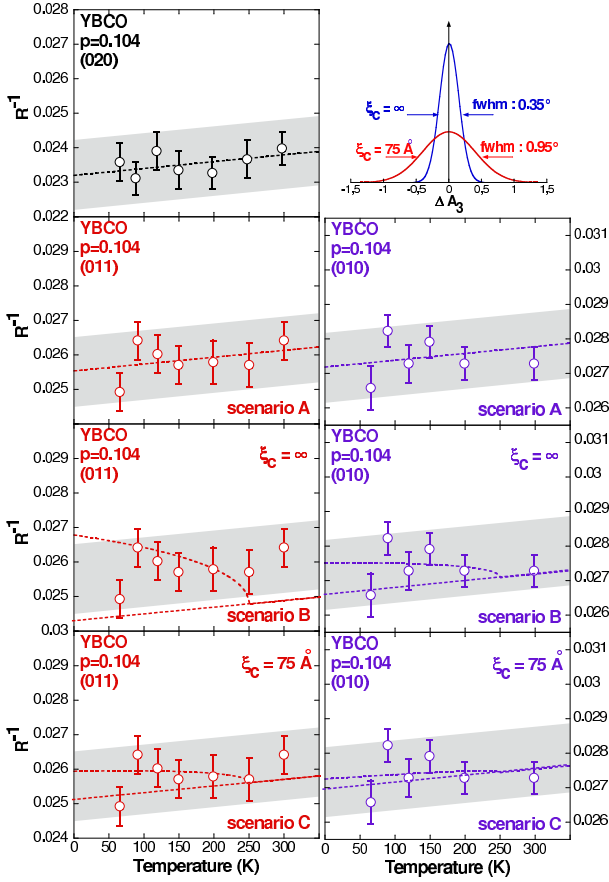 YBCO
p=0.104
(020)
R⁻¹
0.028
0.027
0.026
0.025
0.024
0.023
0.022
ξc = ∞
fwhm : 0.35°
ξc = 75 Å
fwhm : 0.95°
-1,5 -1 -0,5 0 0,5 1 1,5
Δ A₃
YBCO
p=0.104
(011)
R⁻¹
0.029
0.027
0.026
0.025
scenario A
YBCO
p=0.104
(010)
0.031
0.03
0.029
0.028
0.027
0.026
scenario A
YBCO
p=0.104
(011)
ξc = ∞
R⁻¹
0.029
0.027
0.026
0.025
0.03
scenario B
YBCO
p=0.104
(010)
ξc = ∞
0.031
0.03
0.029
0.028
0.027
0.026
scenario B
YBCO
p=0.104
(011)
ξc = 75 Å
R⁻¹
0.029
0.027
0.026
0.025
0.024
scenario C
0 50 100 150 200 250 300
Temperature (K)
YBCO
p=0.104
(010)
ξc = 75 Å
0.031
0.03
0.029
0.028
0.027
0.026
scenario C
0 50 100 150 200 250 300
Temperature (K)